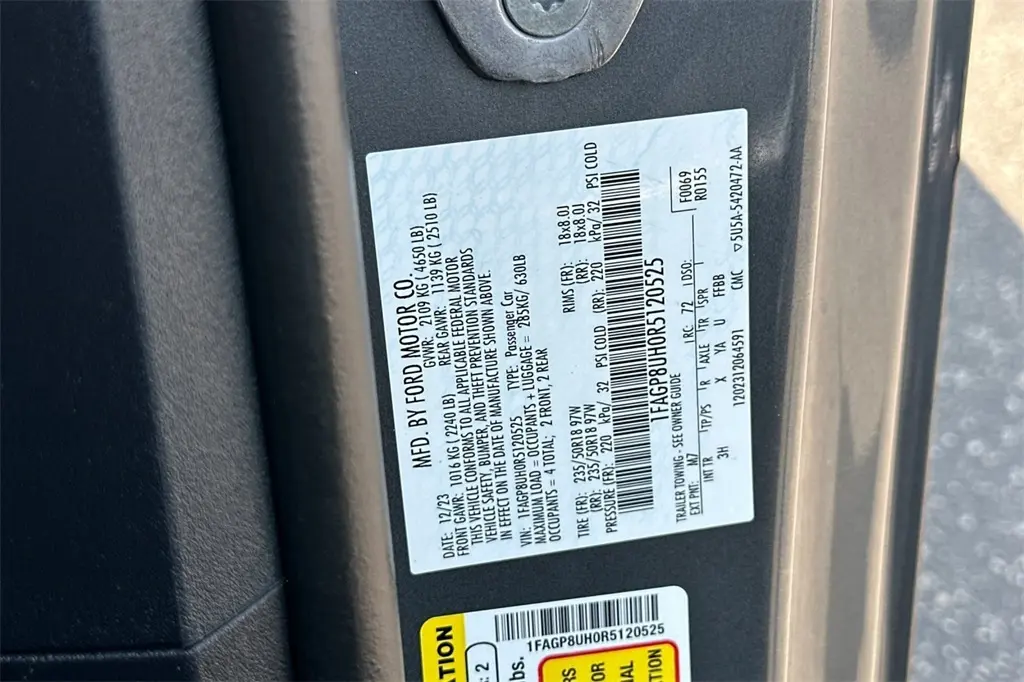 MFD. BY FORD MOTOR CO.
DATE: 12/23 GVWR: 2109 KG (4650 LB)
FRONT GAWR: 1016 KG (2240 LB) REAR GAWR: 1139 KG (2510 LB)
THIS VEHICLE CONFORMS TO ALL APPLICABLE FEDERAL MOTOR
VEHICLE SAFETY, BUMPER, AND THEFT PREVENTION STANDARDS
IN EFFECT ON THE DATE OF MANUFACTURE SHOWN ABOVE.
VIN: 1FAGP8UH0R5120525 TYPE: Passenger Car
MAXIMUM LOAD = OCCUPANTS + LUGGAGE = 285KG/ 630LB
OCCUPANTS = 4 TOTAL; 2 FRONT, 2 REAR
TIRE (FR): 235/50R18 97W RIMS (FR): 18x8.0J
(RR): 235/50R18 97W (RR): 18x8.0J
PRESSURE (FR): 220 kPa/ 32 PSI COLD (RR): 220 kPa/ 32 PSI COLD
1FAGP8UH0R5120525
TRAILER TOWING - SEE OWNER GUIDE F0069
EXT PNT: M7 RC: 72 DSO: R0155
INT TR TP/PS R AXLE TR SPR
3H X YA U FFBB
1202312064591 CMC ▽5U5A-5420472-AA
1FAGP8UH0R5120525